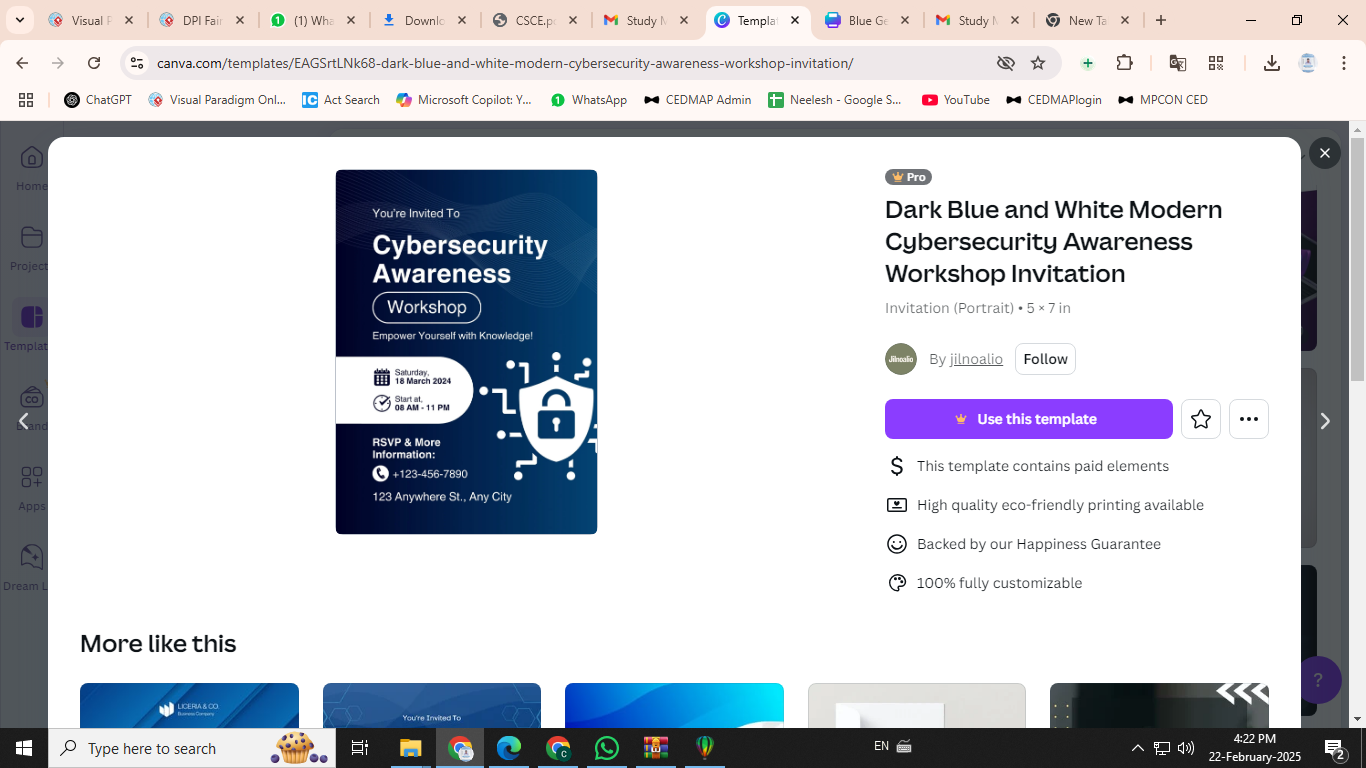 Visual P
DPI Fair
(1) Wha
Downlo
CSCE.po
Study M
Templa
Blue Ge
Study M
New Ta
canva.com/templates/EAGSrtLNk68-dark-blue-and-white-modern-cybersecurity-awareness-workshop-invitation/
ChatGPT
Visual Paradigm Onl...
Act Search
Microsoft Copilot: Y...
WhatsApp
CEDMAP Admin
Neelesh - Google S...
YouTube
CEDMAPlogin
MPCON CED
Home
Project
Templat
Brand
Apps
Dream L
You're Invited To
Cybersecurity
Awareness
Workshop
Empower Yourself with Knowledge!
Saturday,
18 March 2024
Start at,
08 AM - 11 PM
RSVP & More
Information:
+123-456-7890
123 Anywhere St., Any City
Pro
Dark Blue and White Modern
Cybersecurity Awareness
Workshop Invitation
Invitation (Portrait) • 5 × 7 in
Jilnoalio
By jilnoalio
Follow
Use this template
This template contains paid elements
High quality eco-friendly printing available
Backed by our Happiness Guarantee
100% fully customizable
More like this
LICERIA & CO.
Business Company
You're Invited To
?
Type here to search
EN
4:22 PM
22-February-2025
2